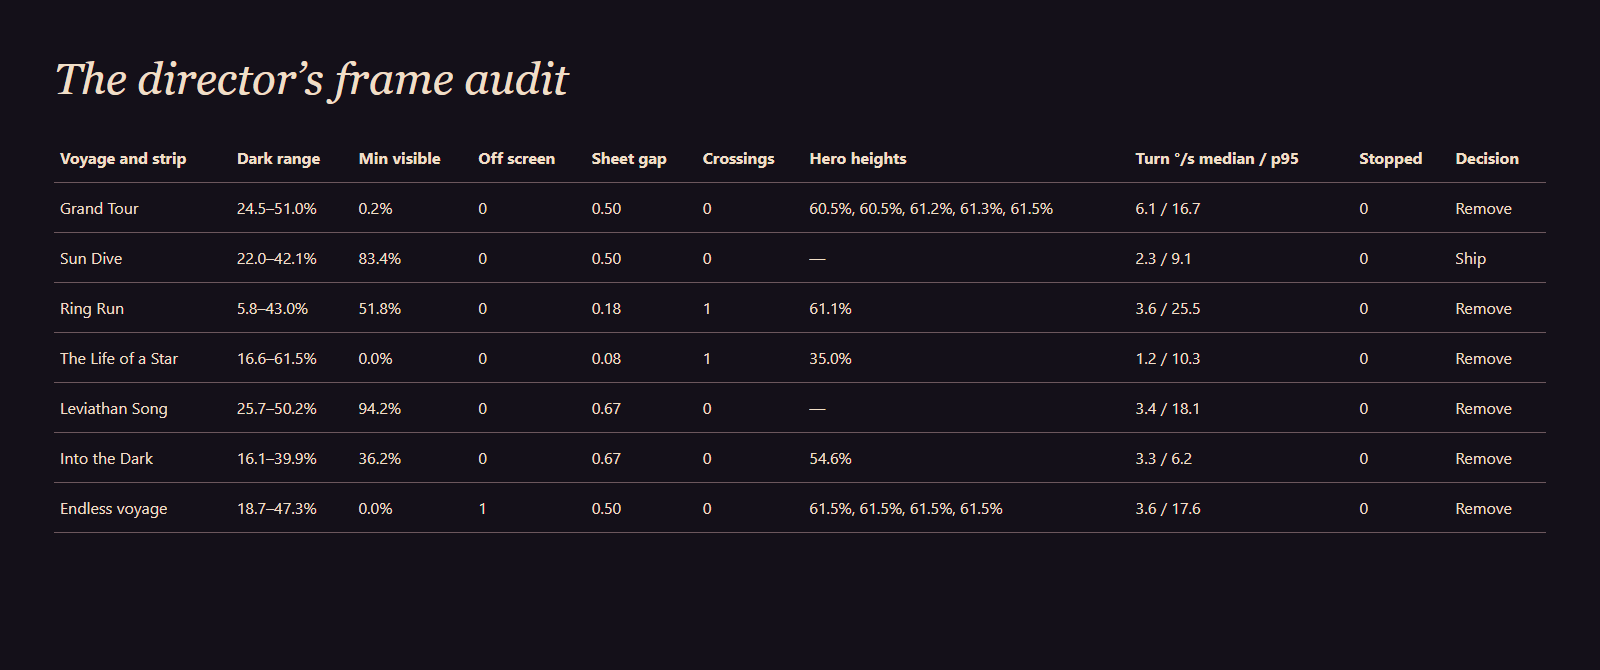 The director’s frame audit
Voyage and strip Dark range Min visible Off screen Sheet gap Crossings Hero heights Turn °/s median / p95 Stopped Decision
Grand Tour 24.5–51.0% 0.2% 0 0.50 0 60.5%, 60.5%, 61.2%, 61.3%, 61.5% 6.1 / 16.7 0 Remove
Sun Dive 22.0–42.1% 83.4% 0 0.50 0 — 2.3 / 9.1 0 Ship
Ring Run 5.8–43.0% 51.8% 0 0.18 1 61.1% 3.6 / 25.5 0 Remove
The Life of a Star 16.6–61.5% 0.0% 0 0.08 1 35.0% 1.2 / 10.3 0 Remove
Leviathan Song 25.7–50.2% 94.2% 0 0.67 0 — 3.4 / 18.1 0 Remove
Into the Dark 16.1–39.9% 36.2% 0 0.67 0 54.6% 3.3 / 6.2 0 Remove
Endless voyage 18.7–47.3% 0.0% 1 0.50 0 61.5%, 61.5%, 61.5%, 61.5% 3.6 / 17.6 0 Remove